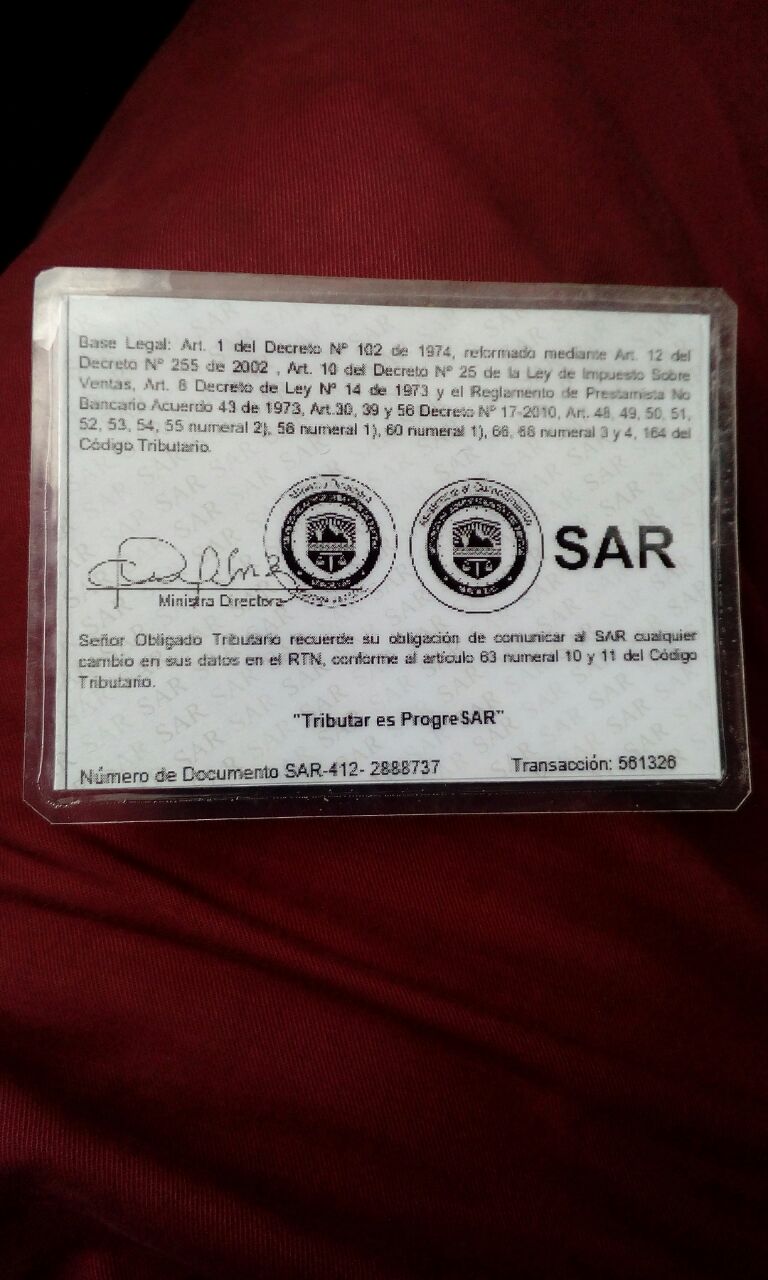 Base Legal: Art. 1 del Decreto Nº 102 de 1974, reformado mediante Art. 12 del
Decreto Nº 255 de 2002 , Art. 10 del Decreto Nº 25 de la Ley de Impuesto Sobre
Ventas, Art. 8 Decreto de Ley Nº 14 de 1973 y el Reglamento de Prestamista No
Bancario Acuerdo 43 de 1973, Art.30, 39 y 56 Decreto Nº 17-2010, Art. 48, 49, 50, 51,
52, 53, 54, 55 numeral 2), 58 numeral 1), 60 numeral 1), 66, 68 numeral 3 y 4, 164 del
Código Tributario.
Ministra Directora
SAR
Ministra Directora
Señor Obligado Tributario recuerde su obligación de comunicar al SAR cualquier
cambio en sus datos en el RTN, conforme al artículo 63 numeral 10 y 11 del Código
Tributario.
"Tributar es ProgreSAR"
Número de Documento SAR-412- 2888737 Transacción: 561326